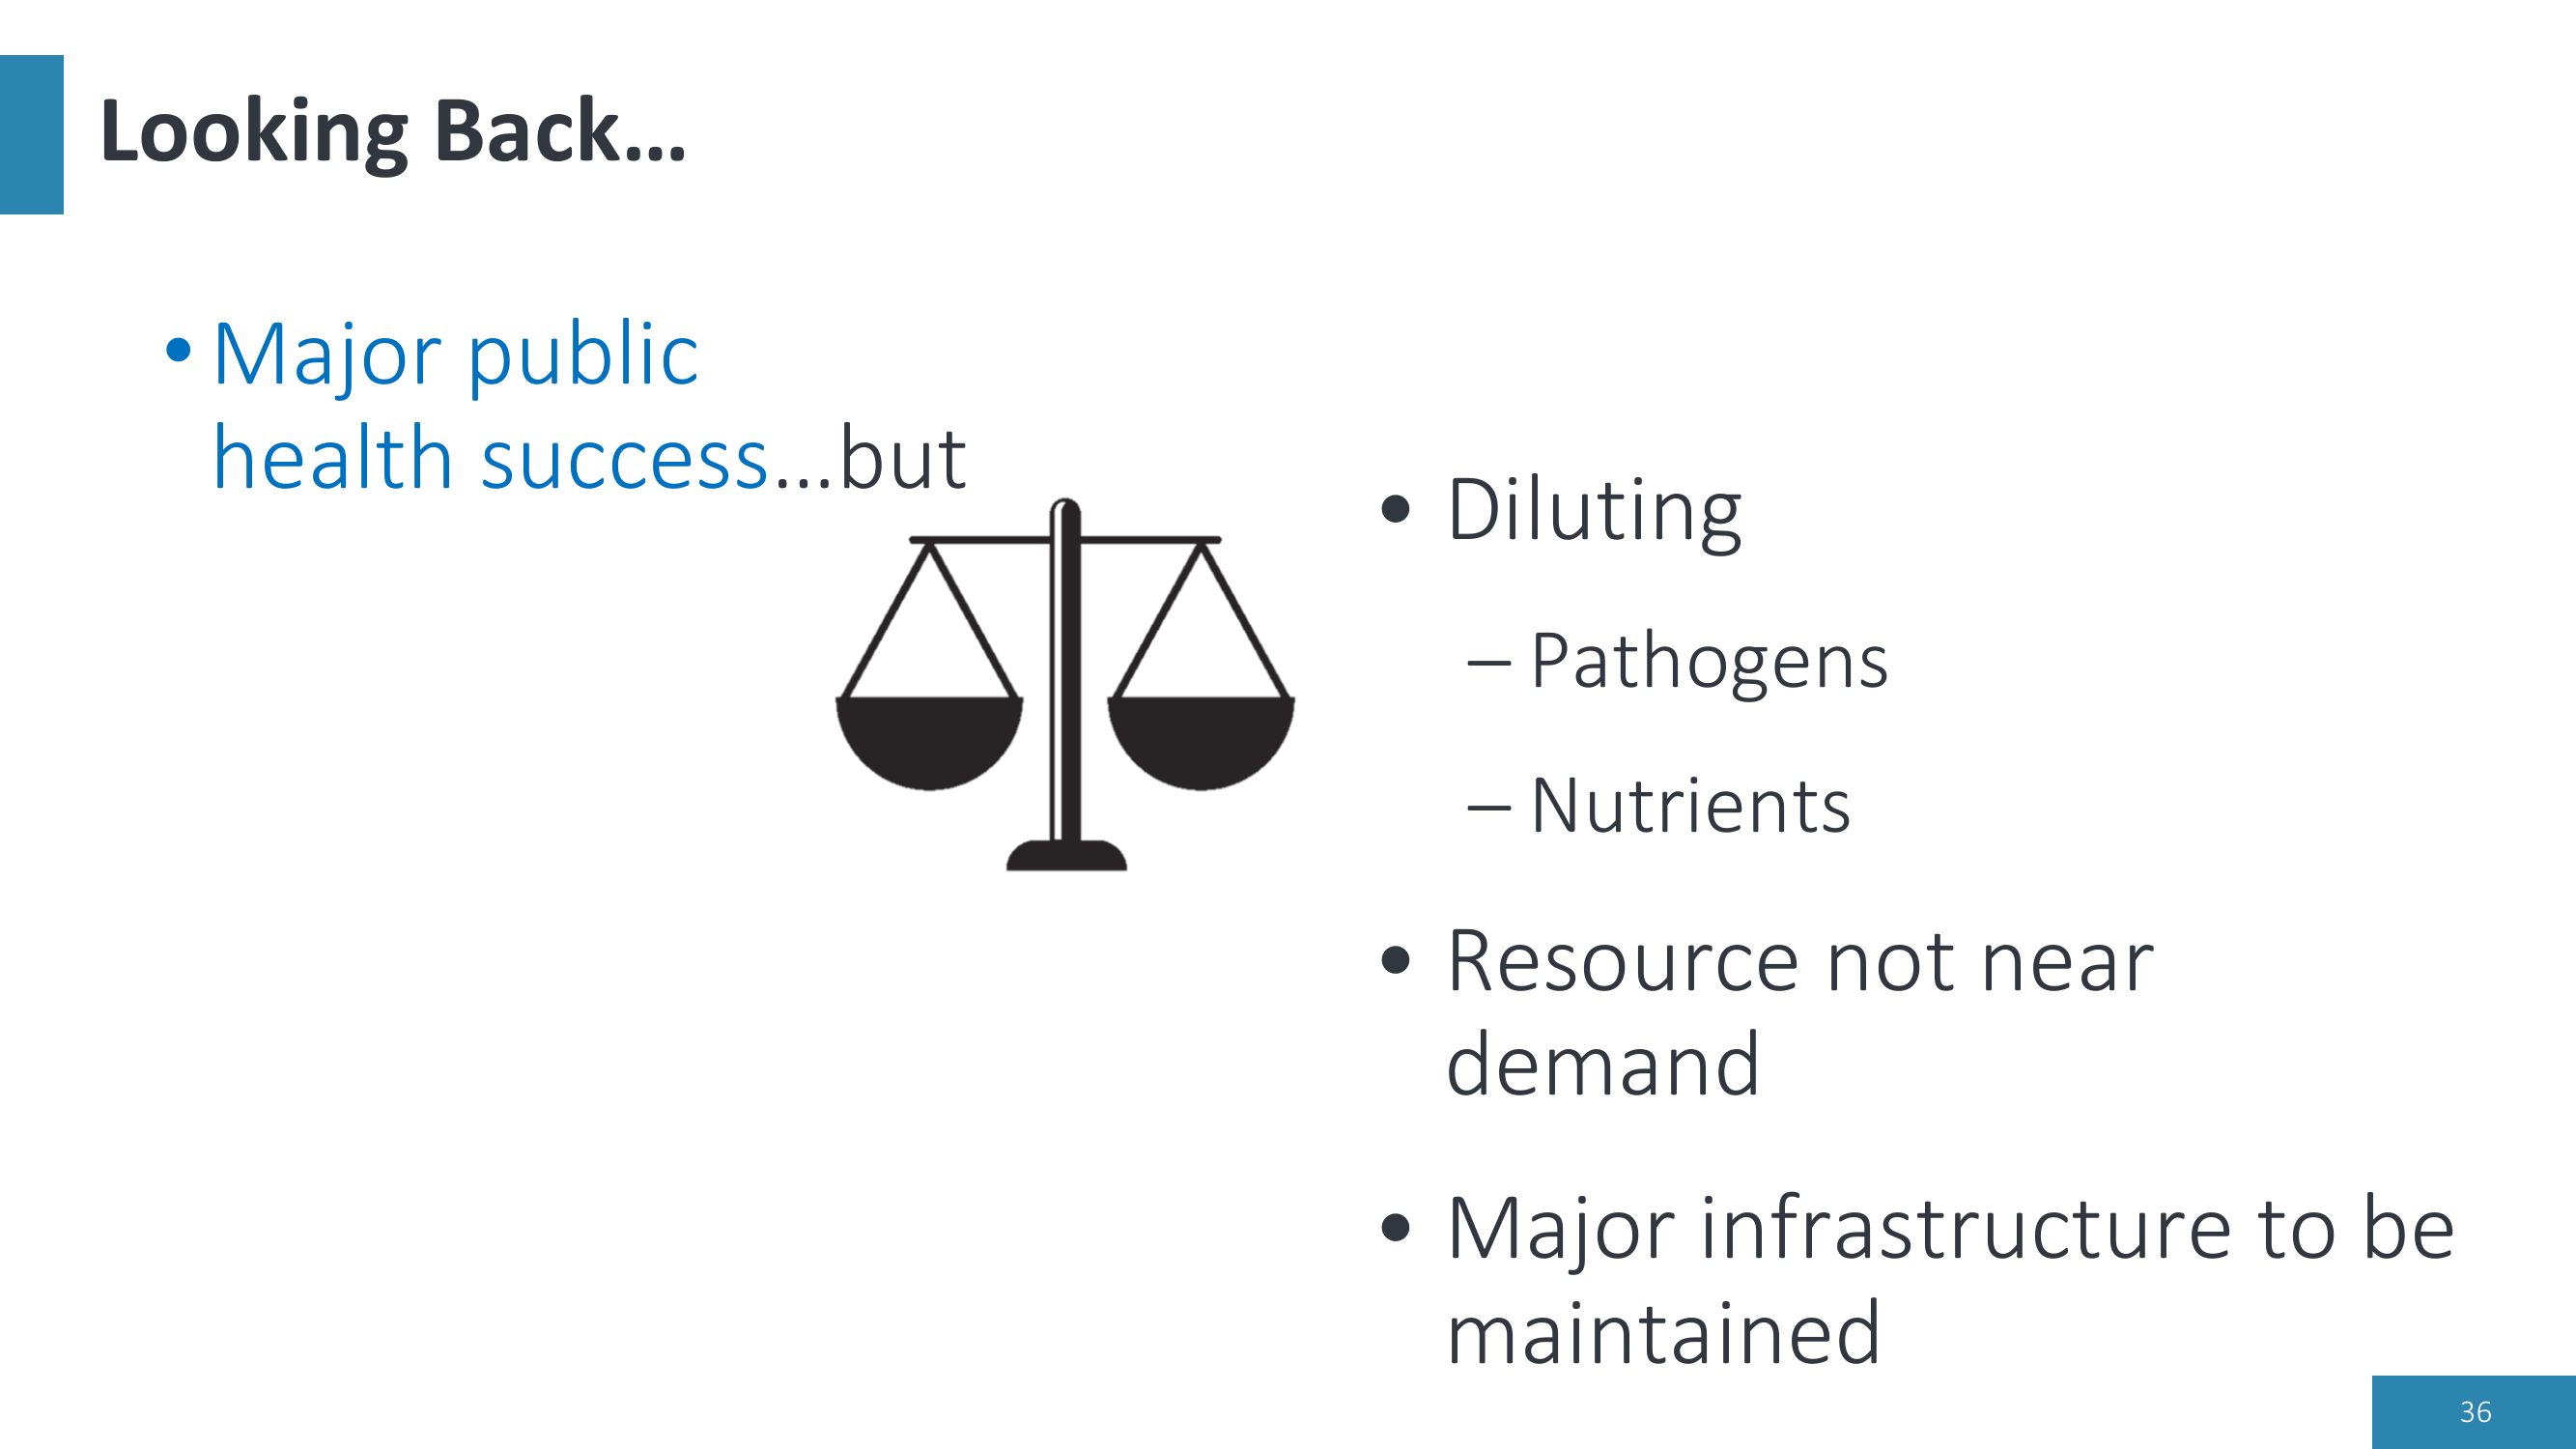 Looking Back…
• Major public
health success…but
• Diluting
– Pathogens
– Nutrients
• Resource not near
demand
• Major infrastructure to be
maintained
36